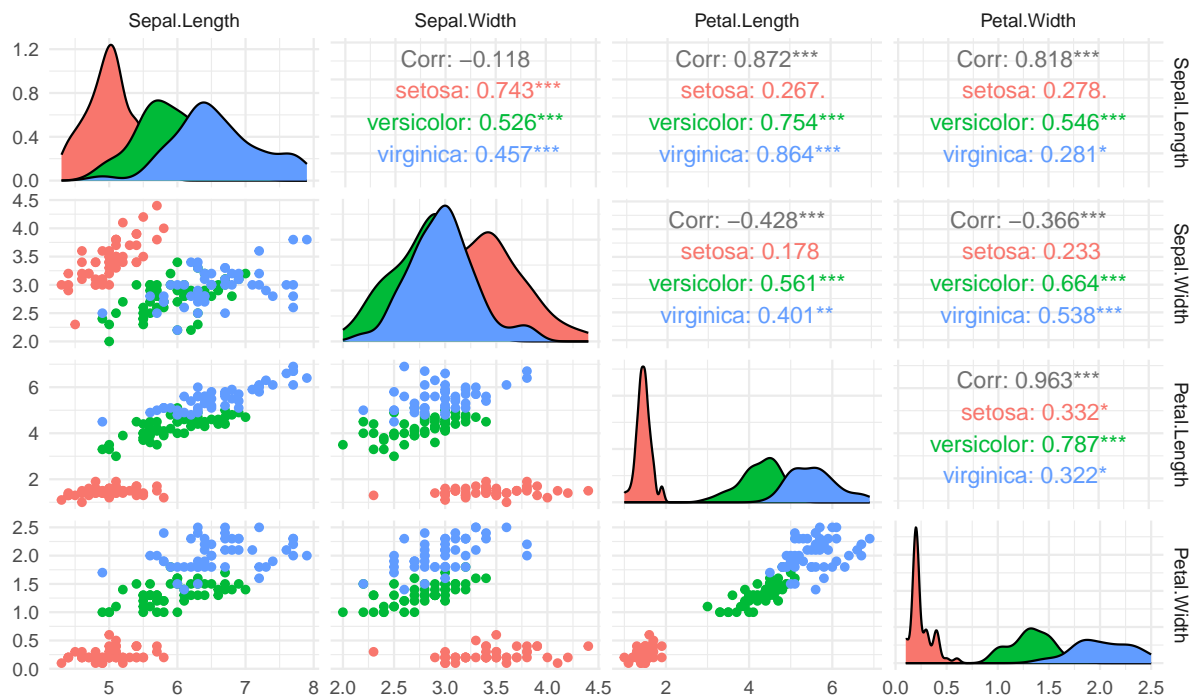 Sepal.Length Sepal.Width Petal.Length Petal.Width
1.2
0.8
0.4
0.0
Corr: −0.118
setosa: 0.743***
versicolor: 0.526***
virginica: 0.457***
Corr: 0.872***
setosa: 0.267.
versicolor: 0.754***
virginica: 0.864***
Corr: 0.818***
setosa: 0.278.
versicolor: 0.546***
virginica: 0.281*
Sepal.Length
4.5
4.0
3.5
3.0
2.5
2.0
Corr: −0.428***
setosa: 0.178
versicolor: 0.561***
virginica: 0.401**
Corr: −0.366***
setosa: 0.233
versicolor: 0.664***
virginica: 0.538***
Sepal.Width
6
4
2
Corr: 0.963***
setosa: 0.332*
versicolor: 0.787***
virginica: 0.322*
Petal.Length
2.5
2.0
1.5
1.0
0.5
0.0
Petal.Width
5 6 7 8 2.0 2.5 3.0 3.5 4.0 4.5 2 4 6 0.0 0.5 1.0 1.5 2.0 2.5